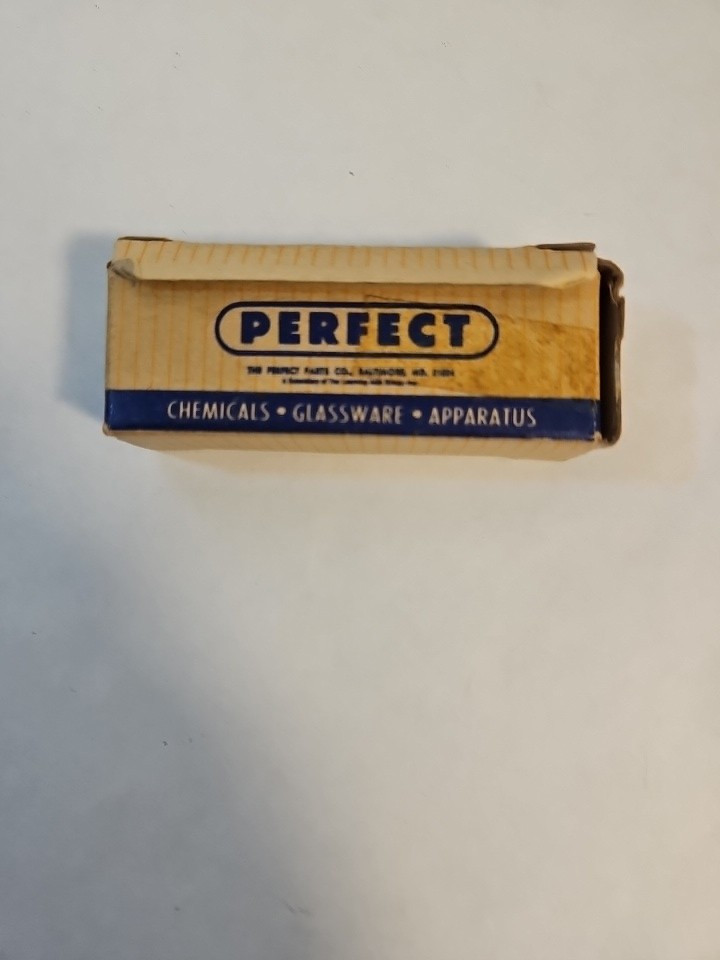 PERFECT
THE PERFECT PARTS CO., BALTIMORE, MD.
CHEMICALS • GLASSWARE • APPARATUS